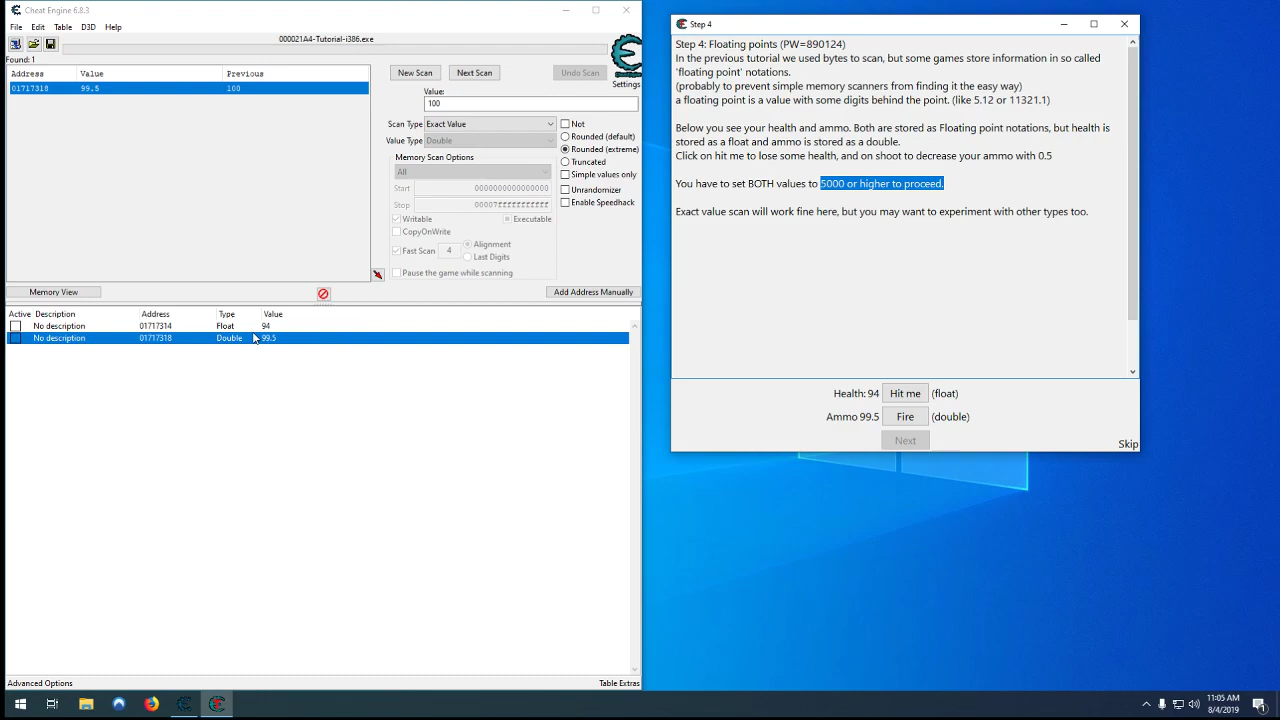 Cheat Engine 6.8.3
File Edit Table D3D Help
000021A4-Tutorial-i386.exe
Found: 1
Address Value Previous
01717318 99.5 100
New Scan Next Scan Undo Scan
Settings
Value:
100
Scan Type Exact Value
Value Type Double
Not
Rounded (default)
Rounded (extreme)
Truncated
Simple values only
Unrandomizer
Enable Speedhack
Memory Scan Options
All
Start 0000000000000000
Stop 00007fffffffffff
Writable Executable
CopyOnWrite
Fast Scan 4 Alignment
Last Digits
Pause the game while scanning
Memory View
Add Address Manually
Active Description Address Type Value
No description 01717314 Float 94
No description 01717318 Double 99.5
Advanced Options
Table Extras
Step 4
Step 4: Floating points (PW=890124)
In the previous tutorial we used bytes to scan, but some games store information in so called
'floating point' notations.
(probably to prevent simple memory scanners from finding it the easy way)
a floating point is a value with some digits behind the point. (like 5.12 or 11321.1)
Below you see your health and ammo. Both are stored as Floating point notations, but health is
stored as a float and ammo is stored as a double.
Click on hit me to lose some health, and on shoot to decrease your ammo with 0.5
You have to set BOTH values to 5000 or higher to proceed.
Exact value scan will work fine here, but you may want to experiment with other types too.
Health: 94 Hit me (float)
Ammo 99.5 Fire (double)
Next
Skip
11:05 AM
8/4/2019
1